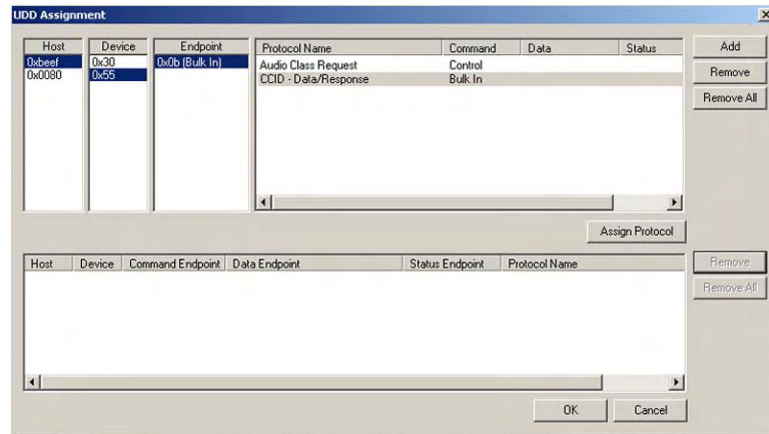 UDD Assignment
Host Device Endpoint Protocol Name Command Data Status Add
0xbeef 0x30 0x0b (Bulk In) Audio Class Request Control
0x0080 0x55 CCID - Data/Response Bulk In
Remove
Remove All
Assign Protocol
Host Device Command Endpoint Data Endpoint Status Endpoint Protocol Name Remove
Remove All
OK Cancel